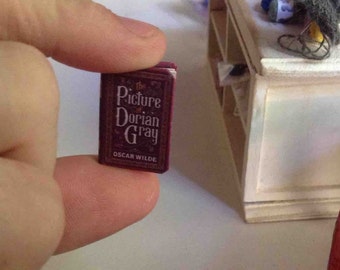 The
Picture
of
Dorian
Gray
OSCAR WILDE